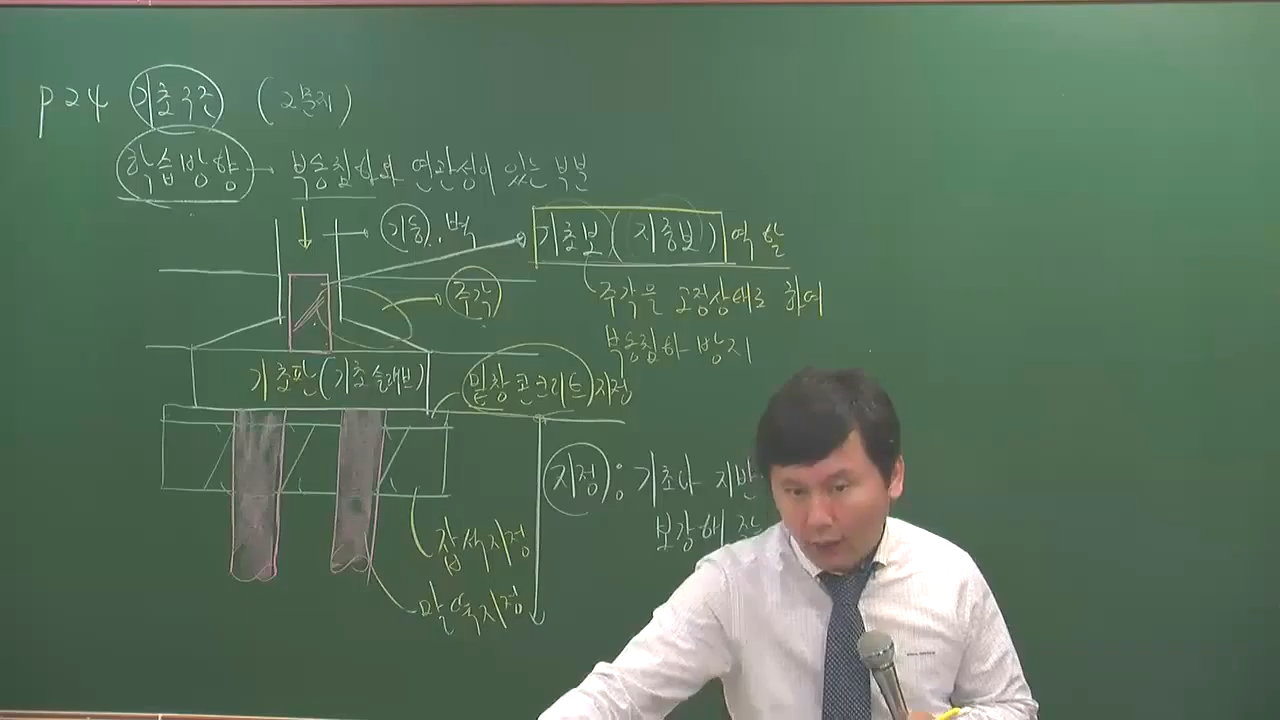 p24 기초구조 (2문제)
학습방향 → 부동침하와 연관성이 있는 부분
기둥, 벽
기초보(지중보) 역할
주각
주각을 고정상태로 하여
부동침하 방지
기초판(기초슬래브)
밑창콘크리트지정
지정: 기초나 지반
보강해
잡석지정
말뚝지정